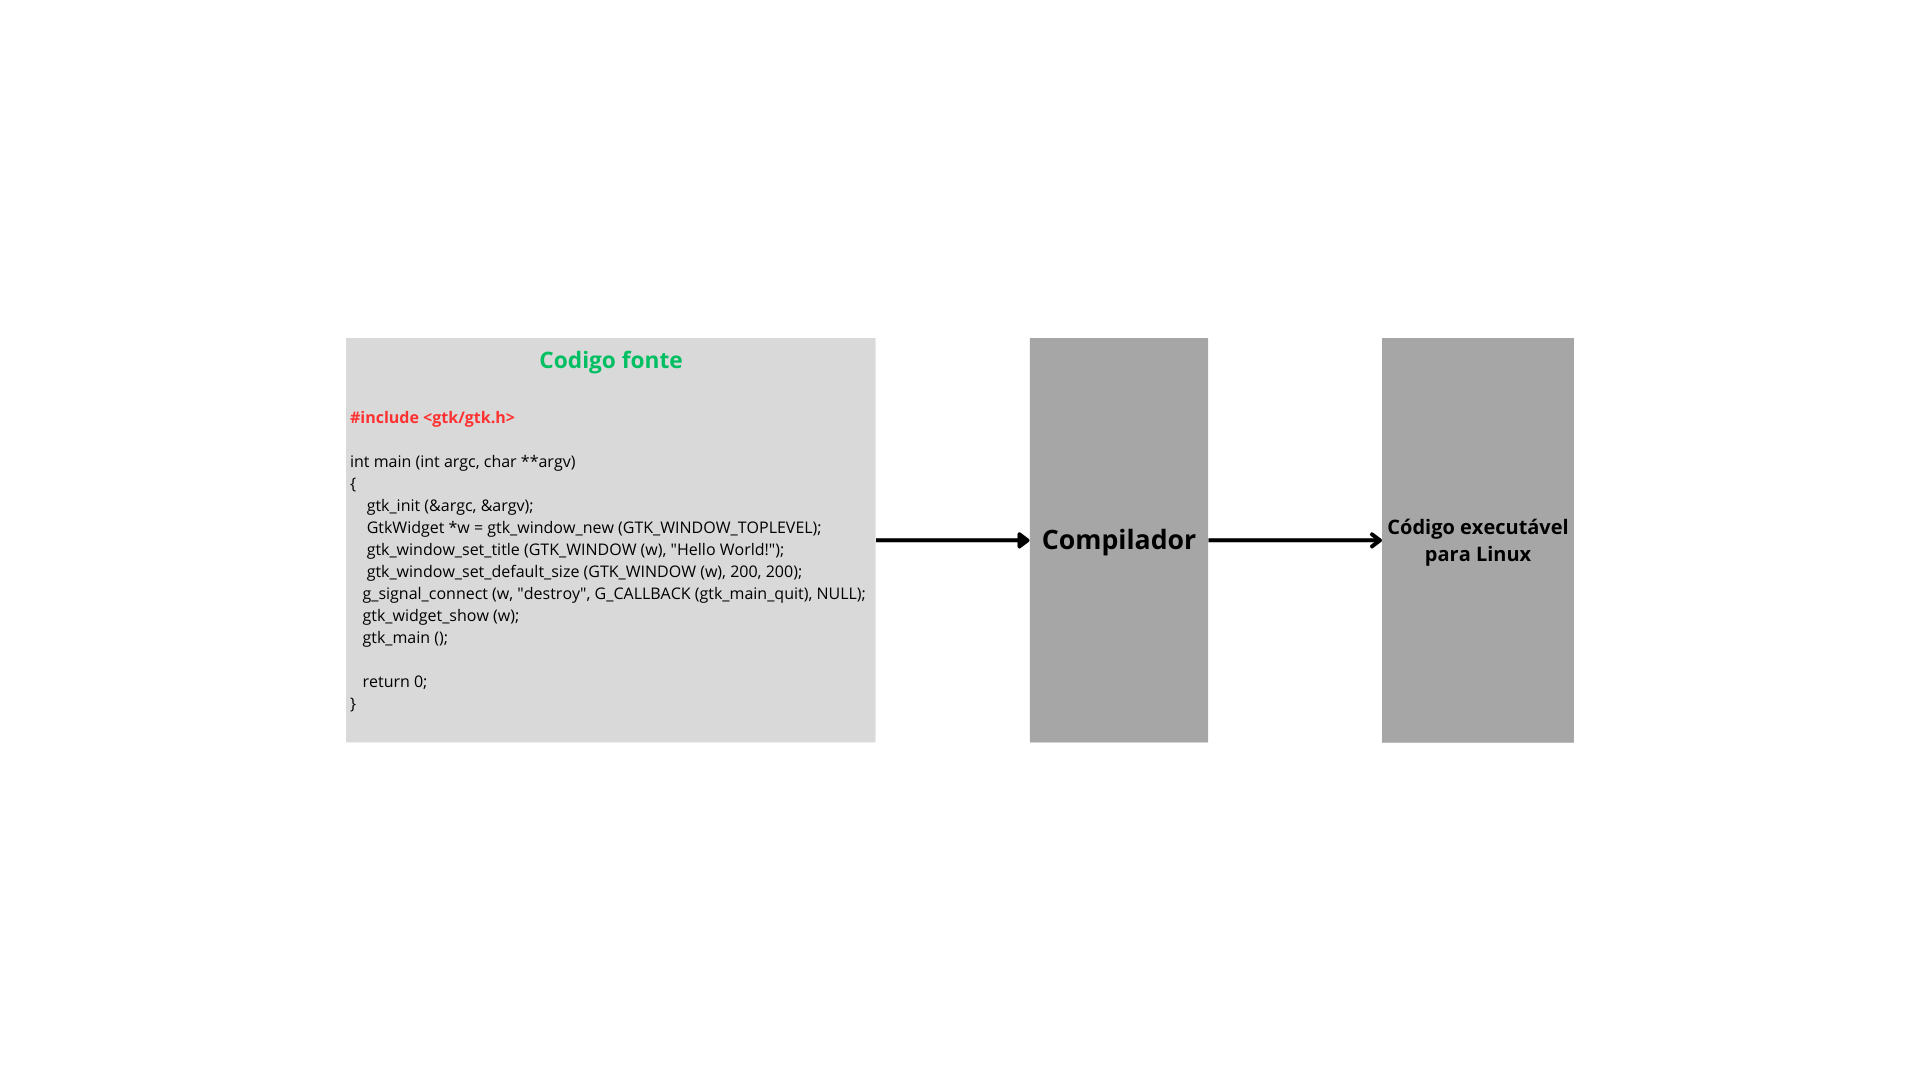 Codigo fonte
#include <gtk/gtk.h>
int main (int argc, char **argv)
{
gtk_init (&argc, &argv);
GtkWidget *w = gtk_window_new (GTK_WINDOW_TOPLEVEL);
gtk_window_set_title (GTK_WINDOW (w), "Hello World!");
gtk_window_set_default_size (GTK_WINDOW (w), 200, 200);
g_signal_connect (w, "destroy", G_CALLBACK (gtk_main_quit), NULL);
gtk_widget_show (w);
gtk_main ();
return 0;
}
Compilador
Código executável
para Linux